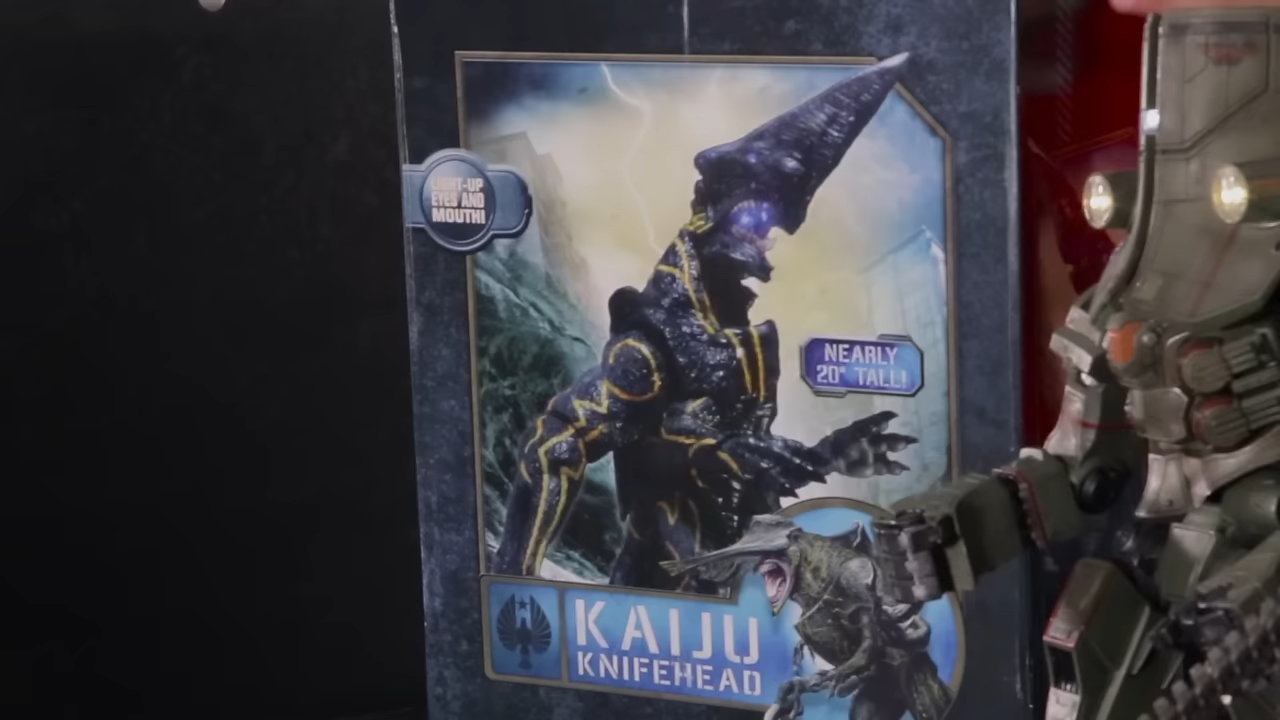 LIGHT-UP
EYES AND
MOUTH!
NEARLY
20" TALL!
KAIJU
KNIFEHEAD